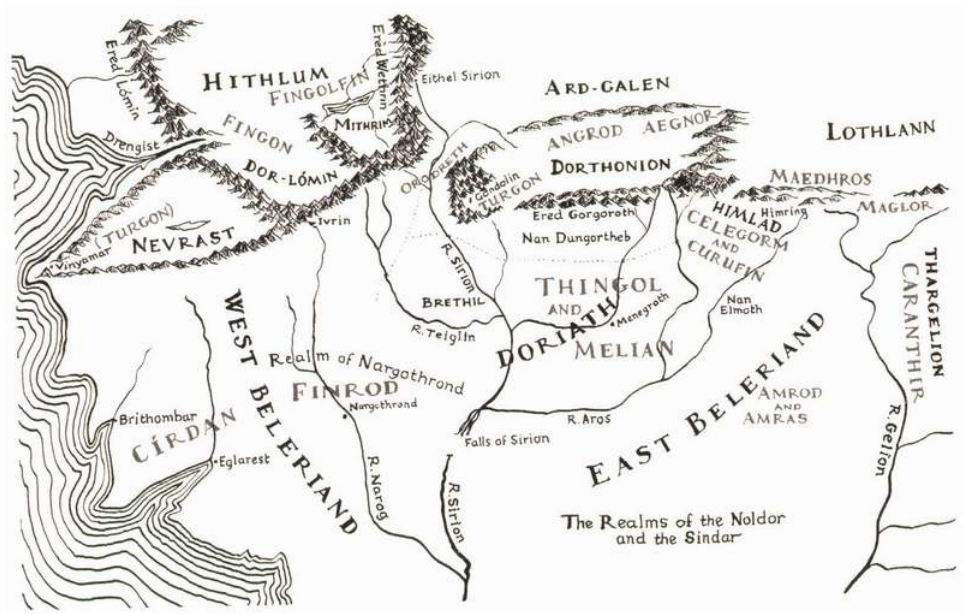 Ered Lómin
HITHLUM
FINGOLFIN
Ered Wethrin
Eithel Sirion
ARD-GALEN
MITHRIM
FINGON
ANGROD AEGNOR
LOTHLANN
Drengist
DOR-LÓMIN
ORODRETH
Gondolin
TURGON
DORTHONION
MAEDHROS
MAGLOR
(TURGON)
NEVRAST
Vinyamar
Ivrin
Ered Gorgoroth
Nan Dungortheb
HIMLAD
Himring
CELEGORM
AND
CURUFIN
R. Sirion
BRETHIL
R. Teiglin
THINGOL
AND
MELIAN
DORIATH
Menegroth
Nan
Elmoth
THARGELION
CARANTHIR
WEST BELERIAND
Realm of Nargothrond
FINROD
Nargothrond
Brithombar
CÍRDAN
Eglarest
Falls of Sirion
R. Aros
EAST BELERIAND
AMROD
AND
AMRAS
R. Gelion
R. Narog
R. Sirion
The Realms of the Noldor
and the Sindar